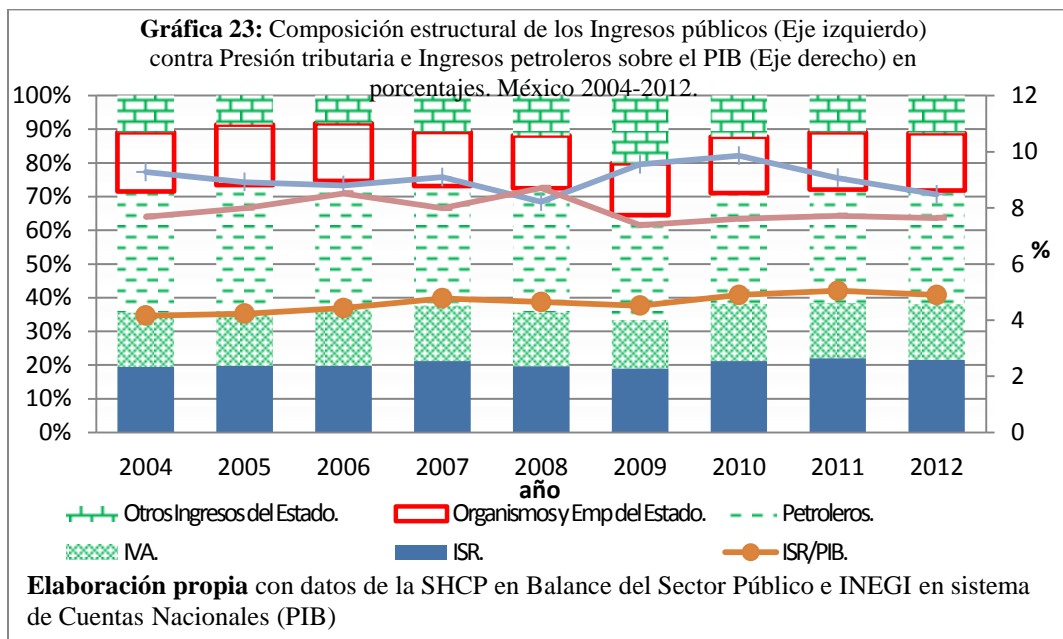 Gráfica 23: Composición estructural de los Ingresos públicos (Eje izquierdo)
contra Presión tributaria e Ingresos petroleros sobre el PIB (Eje derecho) en
porcentajes. México 2004-2012.
100%
90%
80%
70%
60%
50%
40%
30%
20%
10%
0%
12
10
8
6
4
2
0
%
2004 2005 2006 2007 2008 2009 2010 2011 2012
año
Otros Ingresos del Estado. Organismos y Emp del Estado. Petroleros.
IVA. ISR. ISR/PIB.
Elaboración propia con datos de la SHCP en Balance del Sector Público e INEGI en sistema
de Cuentas Nacionales (PIB)